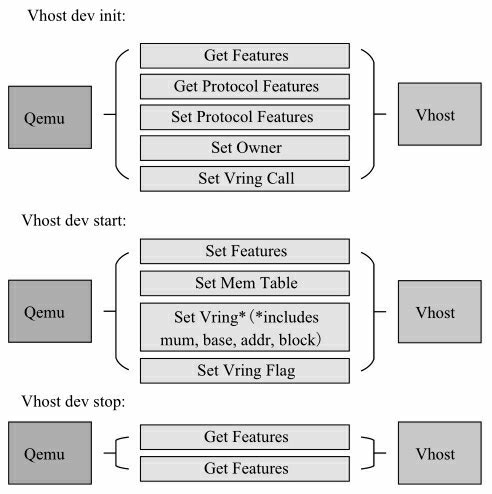 Vhost dev init:
Get Features
Get Protocol Features
Qemu
Set Protocol Features
Vhost
Set Owner
Set Vring Call
Vhost dev start:
Set Features
Set Mem Table
Qemu
Set Vring* (*includes
mum, base, addr, block)
Vhost
Set Vring Flag
Vhost dev stop:
Get Features
Qemu
Vhost
Get Features